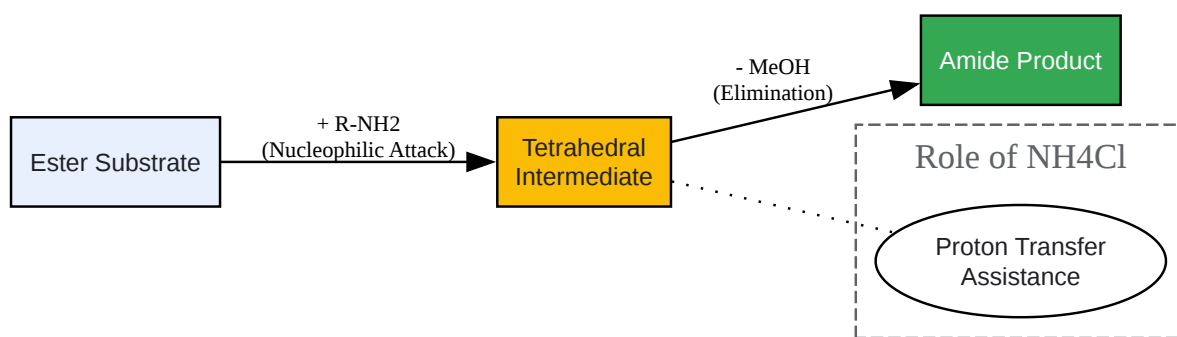 Ester Substrate
+ R-NH2
(Nucleophilic Attack)
Tetrahedral
Intermediate
- MeOH
(Elimination)
Amide Product
Role of NH4Cl
Proton Transfer
Assistance